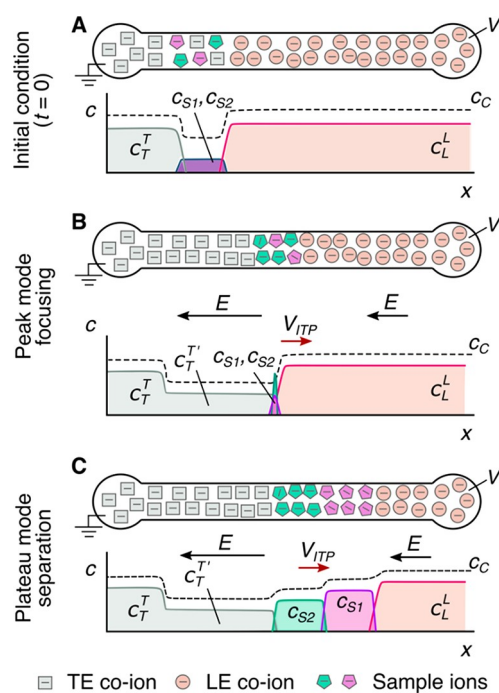 A
Initial condition
(t = 0)
V
c
cS1, cS2
cC
cTT
cLL
x
B
Peak mode
focusing
V
E
E
VITP
c
cTT'
cS1, cS2
cC
cTT
cLL
x
C
Plateau mode
separation
V
E
VITP
E
c
cTT'
cC
cTT
cS2
cS1
cLL
x
TE co-ion
LE co-ion
Sample ions